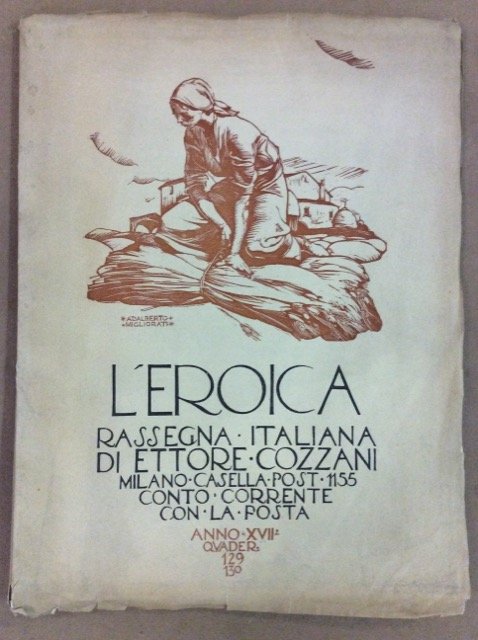 *ADALBERTO*
*MIGLIORATI*
L'EROICA
RASSEGNA · ITALIANA
DI ETTORE · COZZANI
MILANO · CASELLA · POST · 1155
CONTO · CORRENTE
CON · LA · POSTA
ANNO · XVII:
QVADER:
129
130